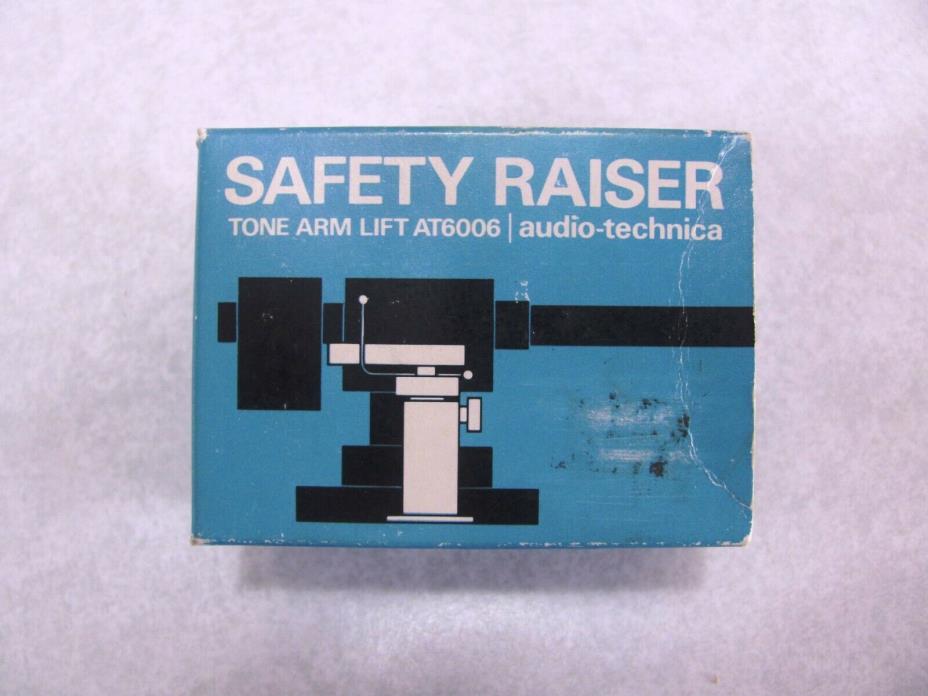 SAFETY RAISER
TONE ARM LIFT AT6006 | audio-technica